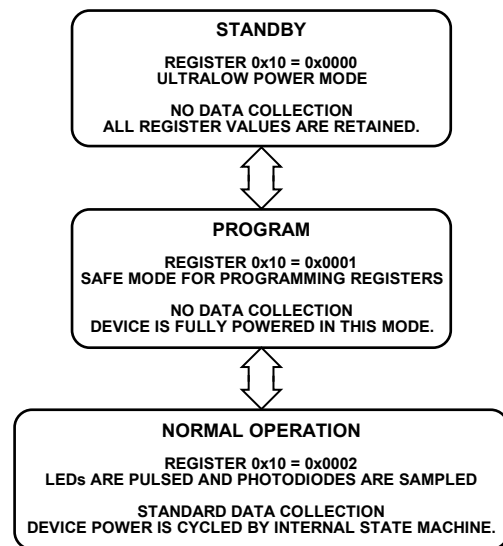 STANDBY
REGISTER 0x10 = 0x0000
ULTRALOW POWER MODE
NO DATA COLLECTION
ALL REGISTER VALUES ARE RETAINED.
PROGRAM
REGISTER 0x10 = 0x0001
SAFE MODE FOR PROGRAMMING REGISTERS
NO DATA COLLECTION
DEVICE IS FULLY POWERED IN THIS MODE.
NORMAL OPERATION
REGISTER 0x10 = 0x0002
LEDs ARE PULSED AND PHOTODIODES ARE SAMPLED
STANDARD DATA COLLECTION
DEVICE POWER IS CYCLED BY INTERNAL STATE MACHINE.